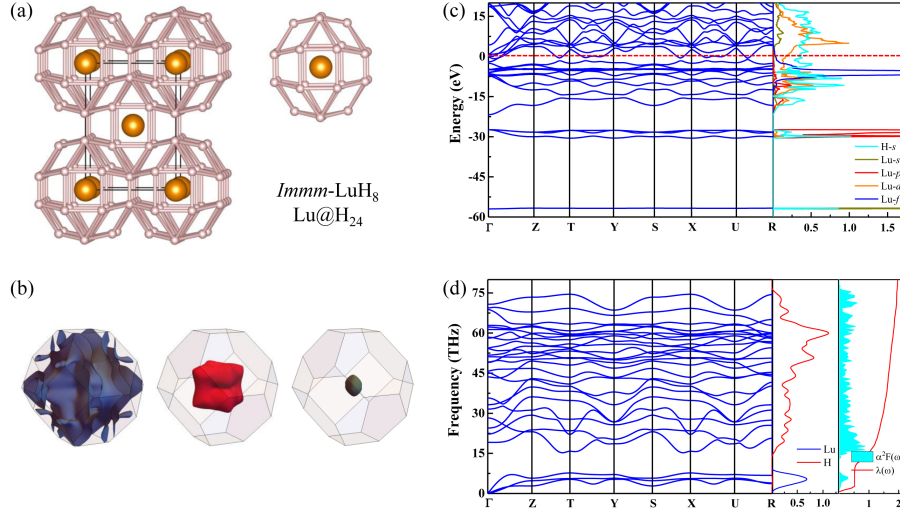 (a)
Immm-LuH₈
Lu@H₂₄
(b)
(c)
Energy (eV)
15
0
-15
-30
-45
-60
Γ Z T Y S X U R
0.5 1.0 1.5
H-s
Lu-s
Lu-p
Lu-d
Lu-f
(d)
Frequency (THz)
75
60
45
30
15
0
Γ Z T Y S X U R
0.5 1.0
1 2
Lu
H
α²F(ω
λ(ω)